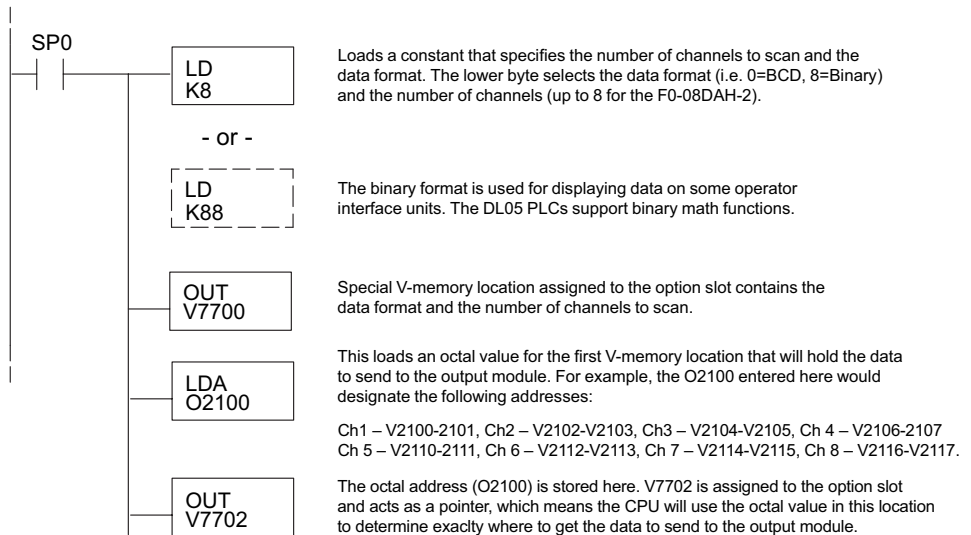 SP0
LD
K8
Loads a constant that specifies the number of channels to scan and the
data format. The lower byte selects the data format (i.e. 0=BCD, 8=Binary)
and the number of channels (up to 8 for the F0-08DAH-2).
- or -
LD
K88
The binary format is used for displaying data on some operator
interface units. The DL05 PLCs support binary math functions.
OUT
V7700
Special V-memory location assigned to the option slot contains the
data format and the number of channels to scan.
LDA
O2100
This loads an octal value for the first V-memory location that will hold the data
to send to the output module. For example, the O2100 entered here would
designate the following addresses:
Ch1 – V2100-2101, Ch2 – V2102-V2103, Ch3 – V2104-V2105, Ch 4 – V2106-2107
Ch 5 – V2110-2111, Ch 6 – V2112-V2113, Ch 7 – V2114-V2115, Ch 8 – V2116-V2117.
OUT
V7702
The octal address (O2100) is stored here. V7702 is assigned to the option slot
and acts as a pointer, which means the CPU will use the octal value in this location
to determine exaclty where to get the data to send to the output module.